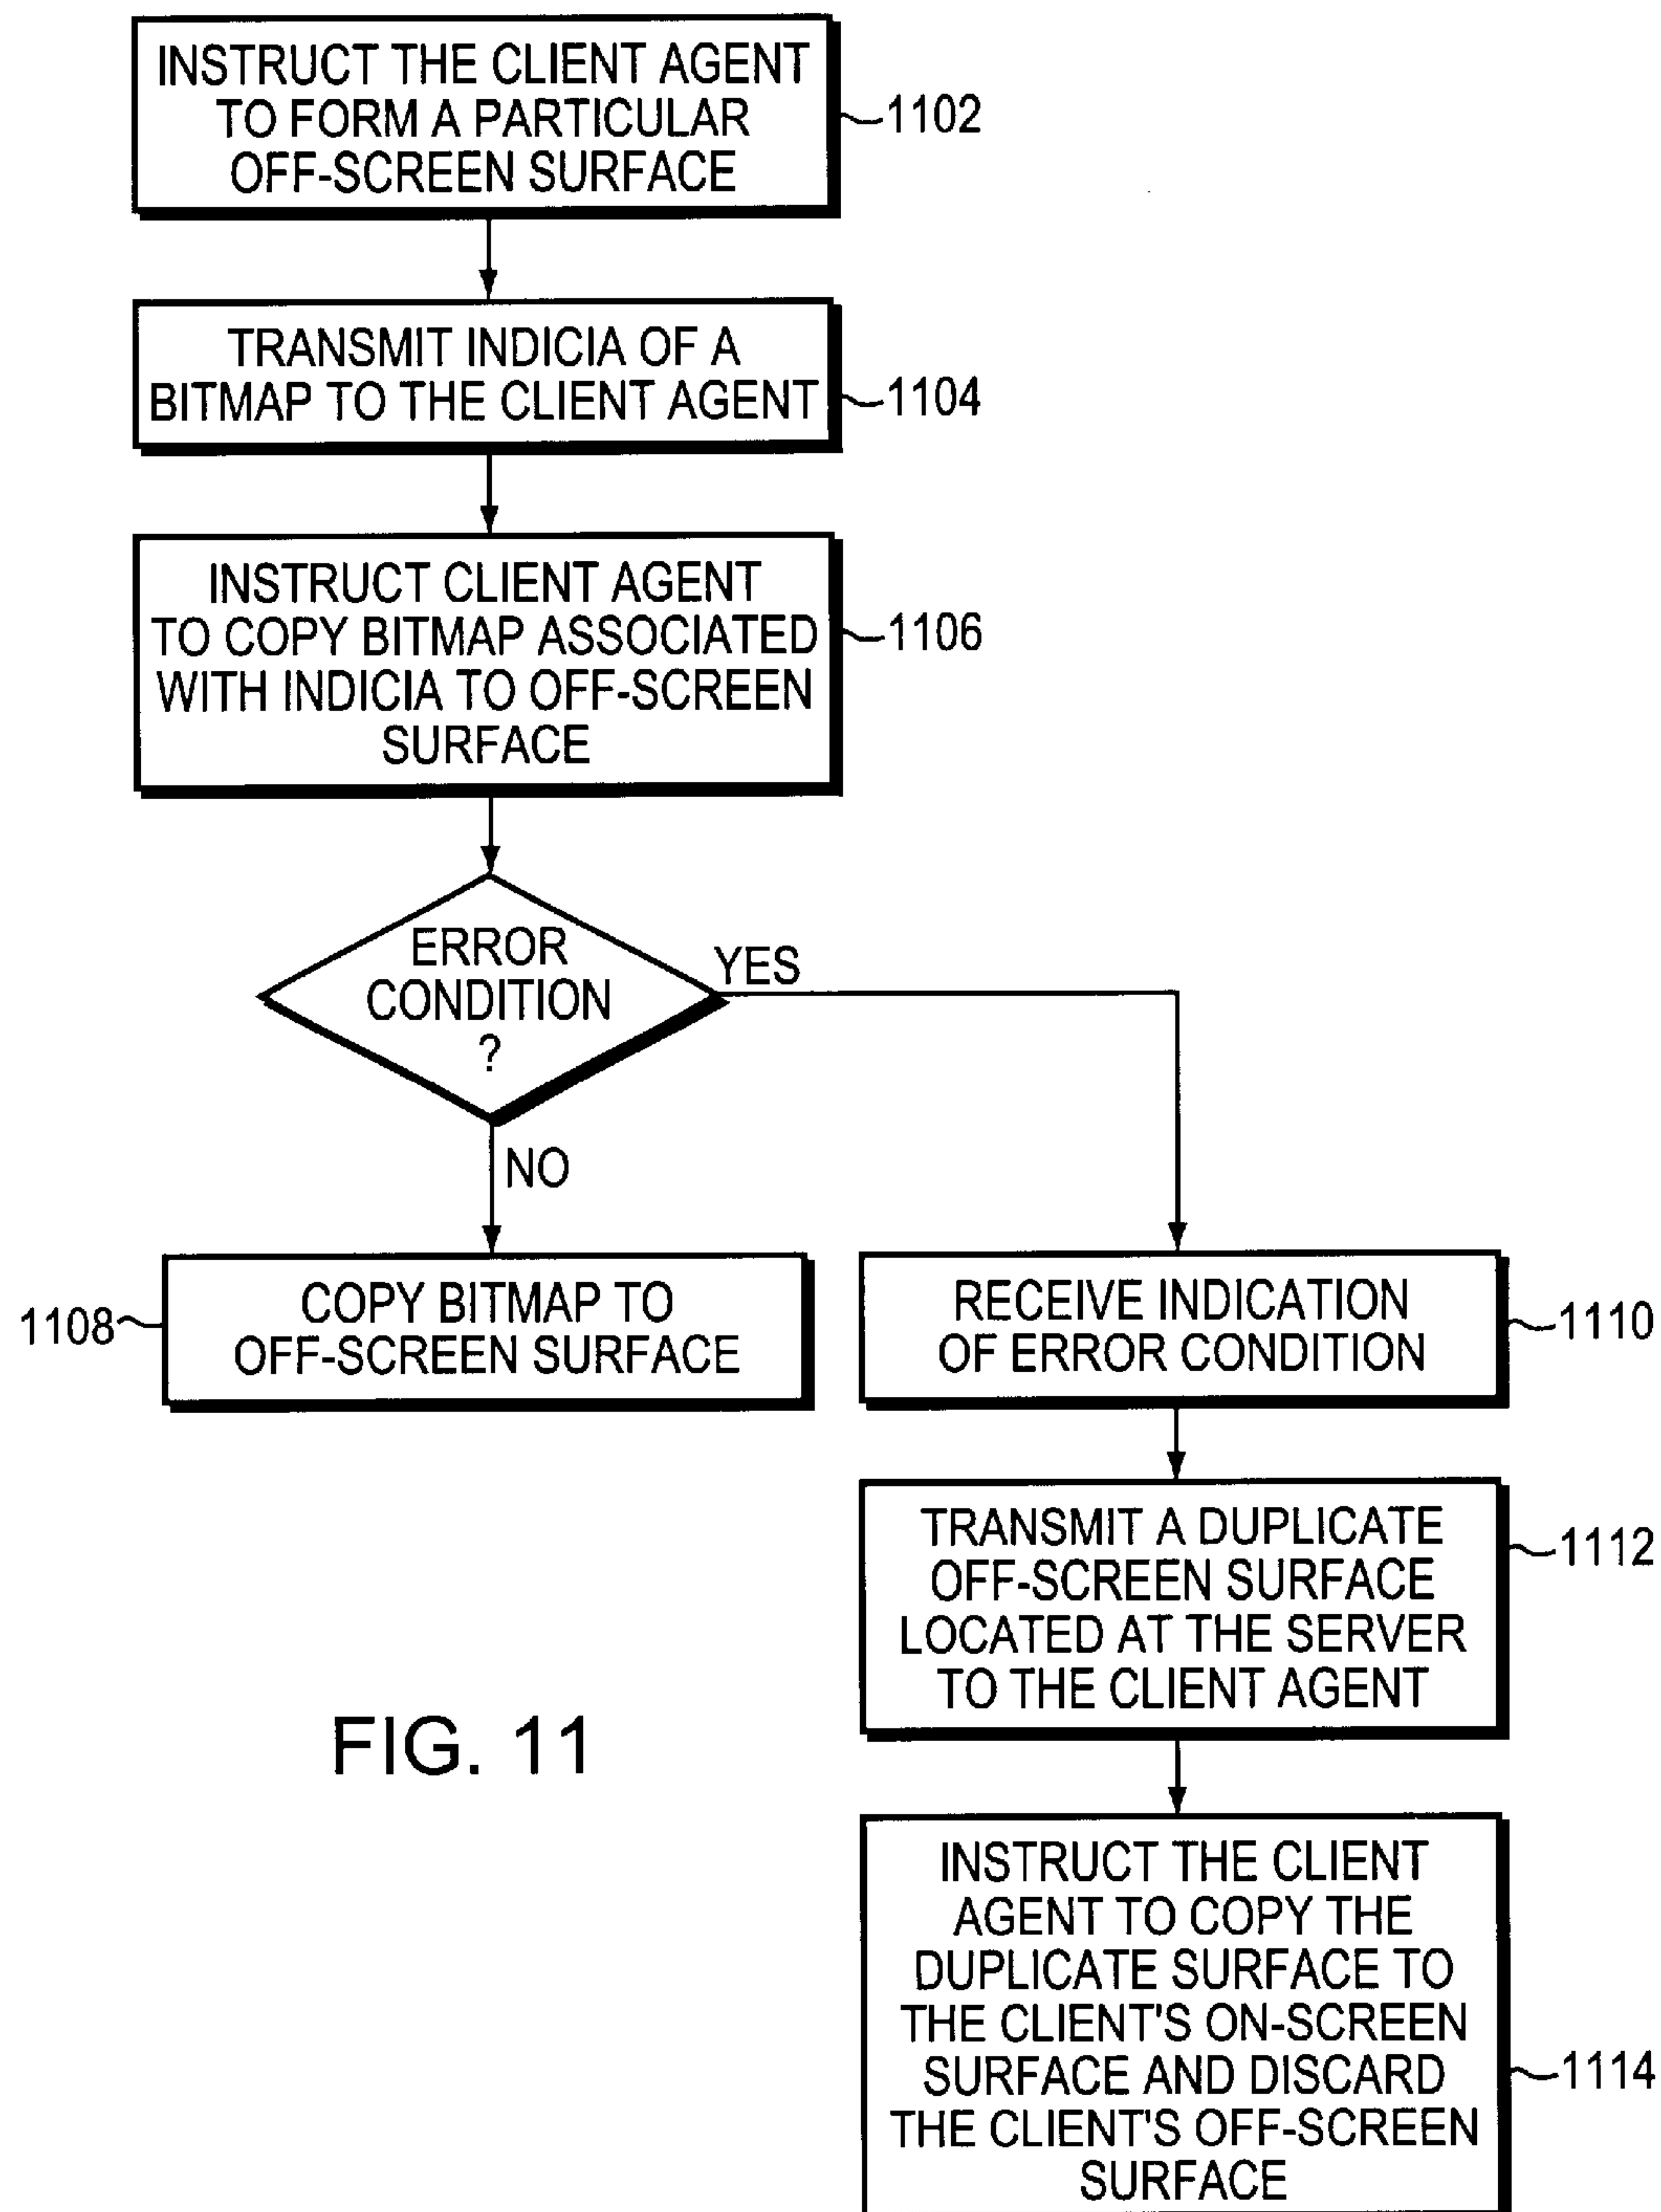 INSTRUCT THE CLIENT AGENT
TO FORM A PARTICULAR
OFF-SCREEN SURFACE
1102
TRANSMIT INDICIA OF A
BITMAP TO THE CLIENT AGENT
1104
INSTRUCT CLIENT AGENT
TO COPY BITMAP ASSOCIATED
WITH INDICIA TO OFF-SCREEN
SURFACE
1106
ERROR
CONDITION
?
YES
NO
1108
COPY BITMAP TO
OFF-SCREEN SURFACE
RECEIVE INDICATION
OF ERROR CONDITION
1110
TRANSMIT A DUPLICATE
OFF-SCREEN SURFACE
LOCATED AT THE SERVER
TO THE CLIENT AGENT
1112
FIG. 11
INSTRUCT THE CLIENT
AGENT TO COPY THE
DUPLICATE SURFACE TO
THE CLIENT'S ON-SCREEN
SURFACE AND DISCARD
THE CLIENT'S OFF-SCREEN
SURFACE
1114